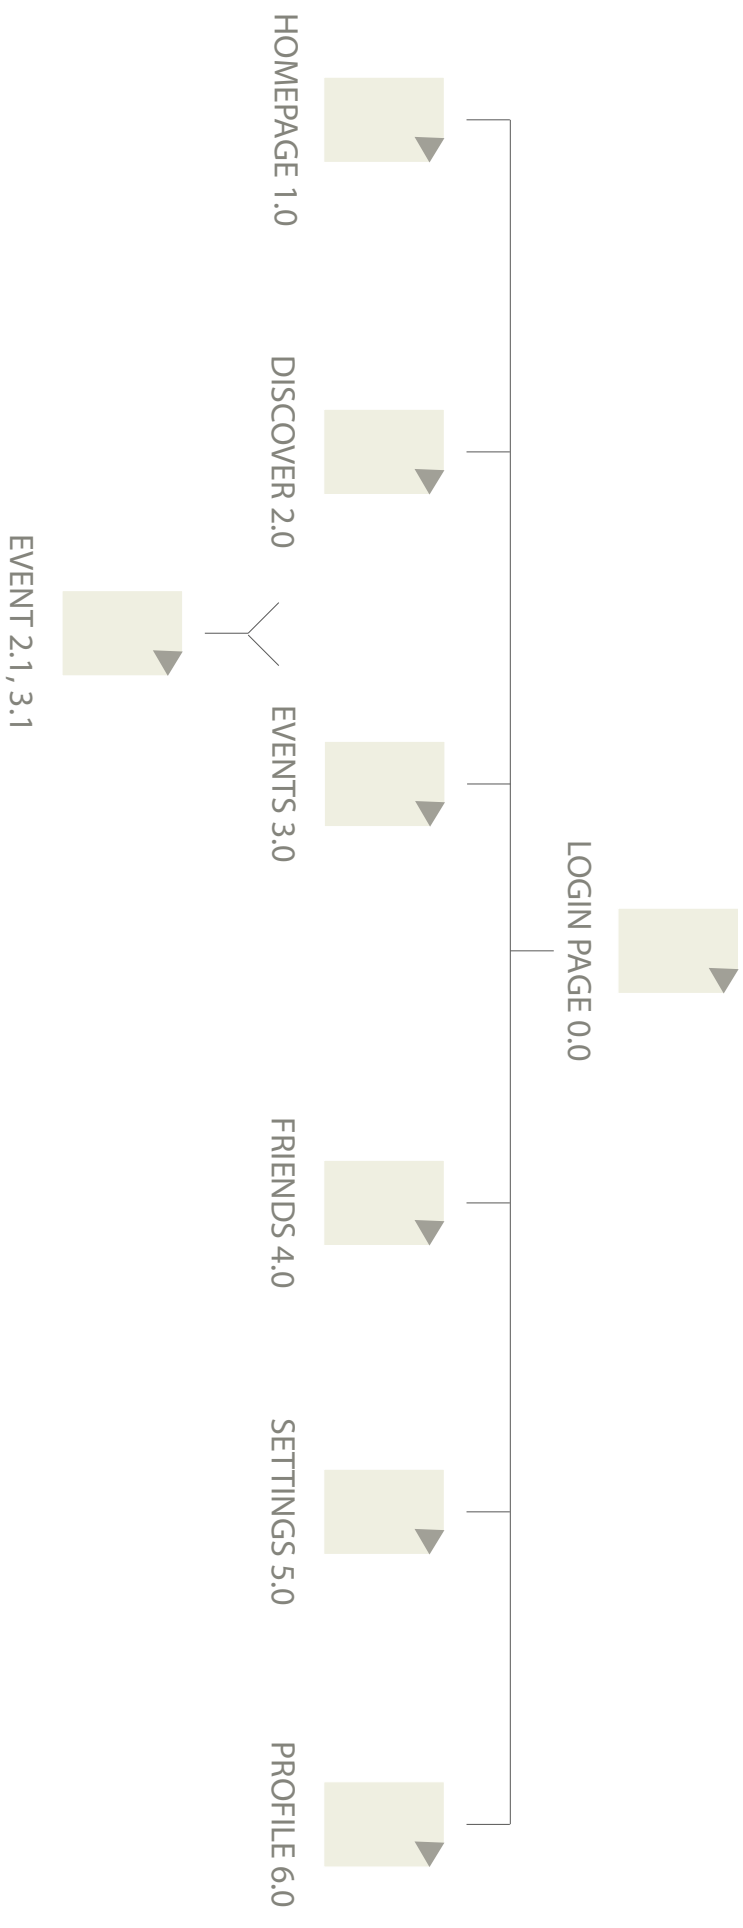 LOGIN PAGE 0.0
HOMEPAGE 1.0
DISCOVER 2.0
EVENTS 3.0
FRIENDS 4.0
SETTINGS 5.0
PROFILE 6.0
EVENT 2.1, 3.1